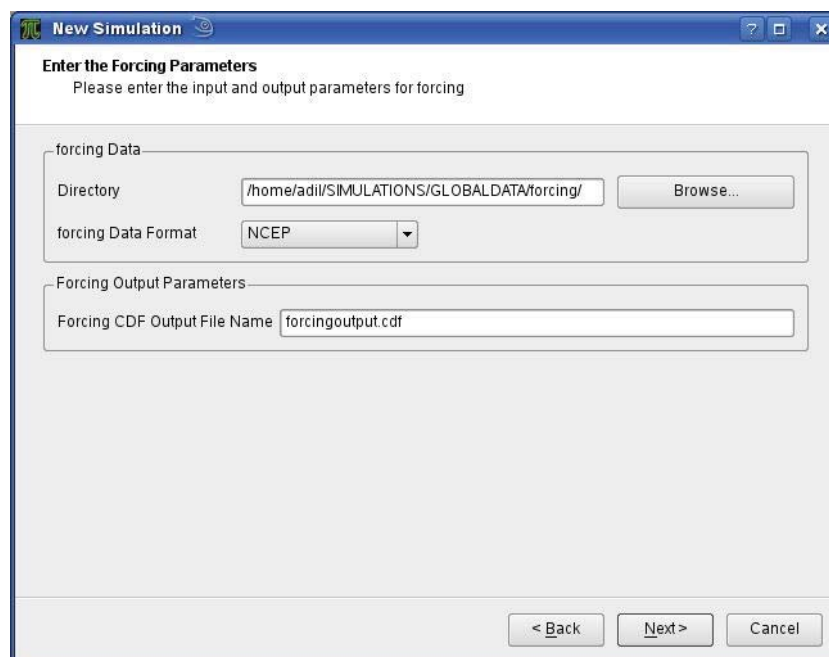 New Simulation
Enter the Forcing Parameters
Please enter the input and output parameters for forcing
forcing Data
Directory /home/adil/SIMULATIONS/GLOBALDATA/forcing/ Browse...
forcing Data Format NCEP
Forcing Output Parameters
Forcing CDF Output File Name forcingoutput.cdf
< Back Next > Cancel